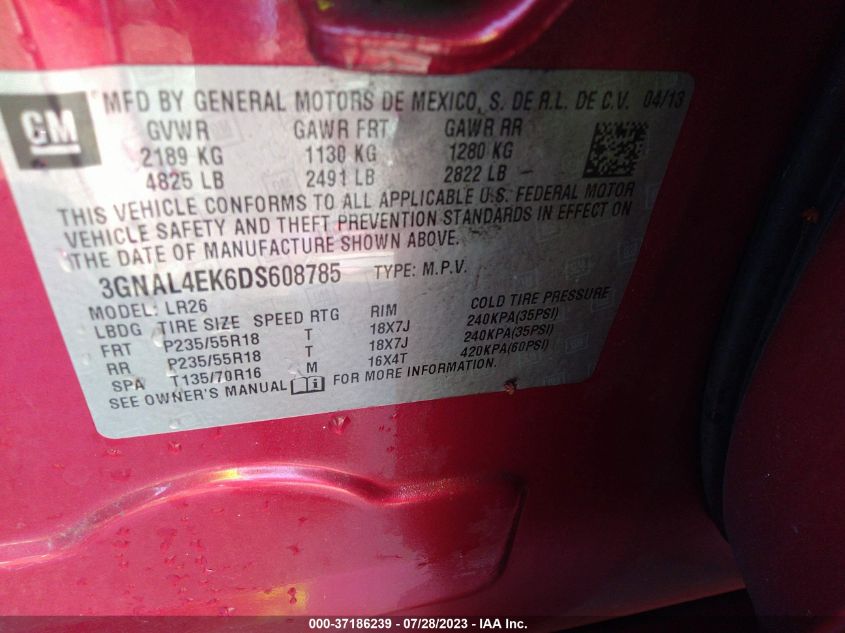 GM
MFD BY GENERAL MOTORS DE MEXICO, S. DE R.L. DE C.V. 04/13
GVWR GAWR FRT GAWR RR
2189 KG 1130 KG 1280 KG
4825 LB 2491 LB 2822 LB
THIS VEHICLE CONFORMS TO ALL APPLICABLE U.S. FEDERAL MOTOR
VEHICLE SAFETY AND THEFT PREVENTION STANDARDS IN EFFECT ON
THE DATE OF MANUFACTURE SHOWN ABOVE.
3GNAL4EK6DS608785 TYPE: M.P.V.
MODEL: LR26
LBDG TIRE SIZE SPEED RTG RIM COLD TIRE PRESSURE
FRT P235/55R18 T 18X7J 240KPA(35PSI)
RR P235/55R18 T 18X7J 240KPA(35PSI)
SPA T135/70R16 M 16X4T 420KPA(60PSI)
SEE OWNER'S MANUAL FOR MORE INFORMATION.
000-37186239 - 07/28/2023 - IAA Inc.